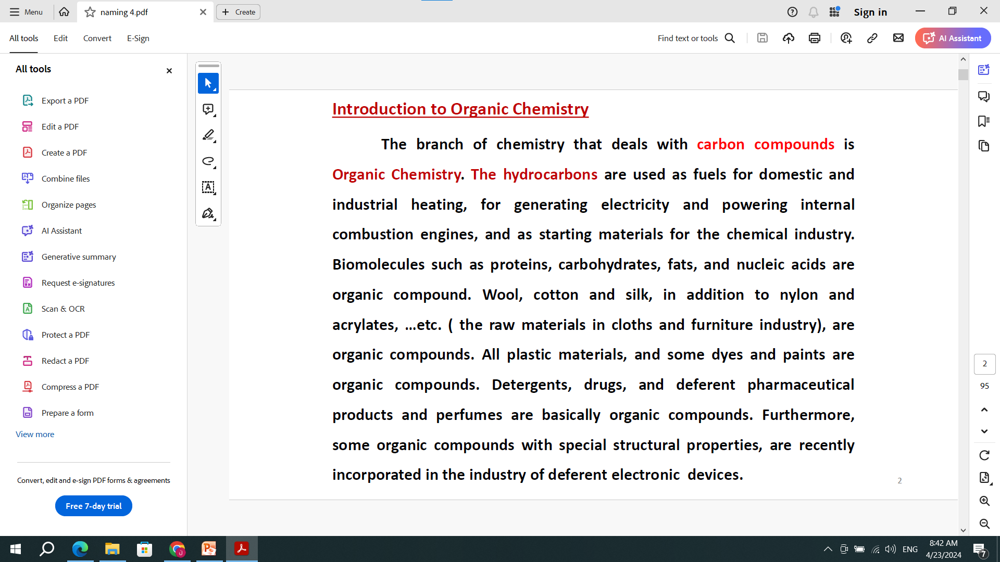 Menu
naming 4.pdf
Create
Sign in
All tools
Edit
Convert
E-Sign
Find text or tools
AI Assistant
All tools
Export a PDF
Edit a PDF
Create a PDF
Combine files
Organize pages
AI Assistant
Generative summary
Request e-signatures
Scan & OCR
Protect a PDF
Redact a PDF
Compress a PDF
Prepare a form
View more
Convert, edit and e-sign PDF forms & agreements
Free 7-day trial
Introduction to Organic Chemistry
The branch of chemistry that deals with carbon compounds is
Organic Chemistry. The hydrocarbons are used as fuels for domestic and
industrial heating, for generating electricity and powering internal
combustion engines, and as starting materials for the chemical industry.
Biomolecules such as proteins, carbohydrates, fats, and nucleic acids are
organic compound. Wool, cotton and silk, in addition to nylon and
acrylates, ...etc. ( the raw materials in cloths and furniture industry), are
organic compounds. All plastic materials, and some dyes and paints are
organic compounds. Detergents, drugs, and deferent pharmaceutical
products and perfumes are basically organic compounds. Furthermore,
some organic compounds with special structural properties, are recently
incorporated in the industry of deferent electronic devices.
2
2
95
ENG
8:42 AM
4/23/2024
7